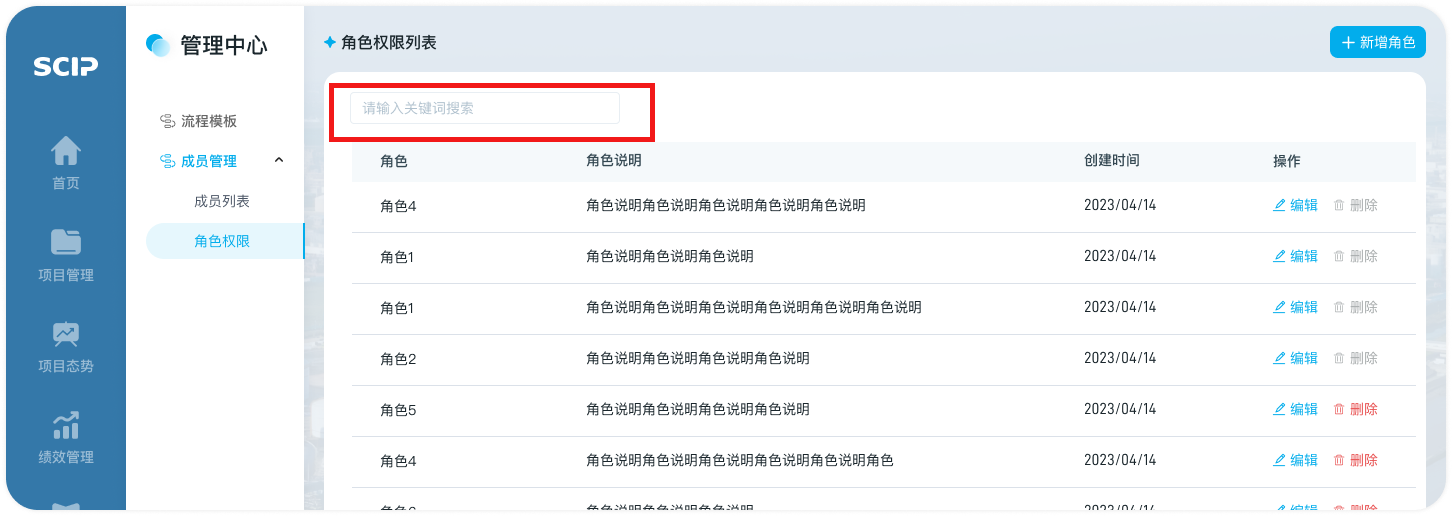 SCIP
首页
项目管理
项目态势
绩效管理
管理中心
流程模板
成员管理
成员列表
角色权限
角色权限列表
新增角色
请输入关键词搜索
角色 角色说明 创建时间 操作
角色4 角色说明角色说明角色说明角色说明角色说明 2023/04/14 编辑 删除
角色1 角色说明角色说明角色说明 2023/04/14 编辑 删除
角色1 角色说明角色说明角色说明角色说明角色说明角色说明 2023/04/14 编辑 删除
角色2 角色说明角色说明角色说明角色说明 2023/04/14 编辑 删除
角色5 角色说明角色说明角色说明角色说明 2023/04/14 编辑 删除
角色4 角色说明角色说明角色说明角色说明角色说明角色 2023/04/14 编辑 删除